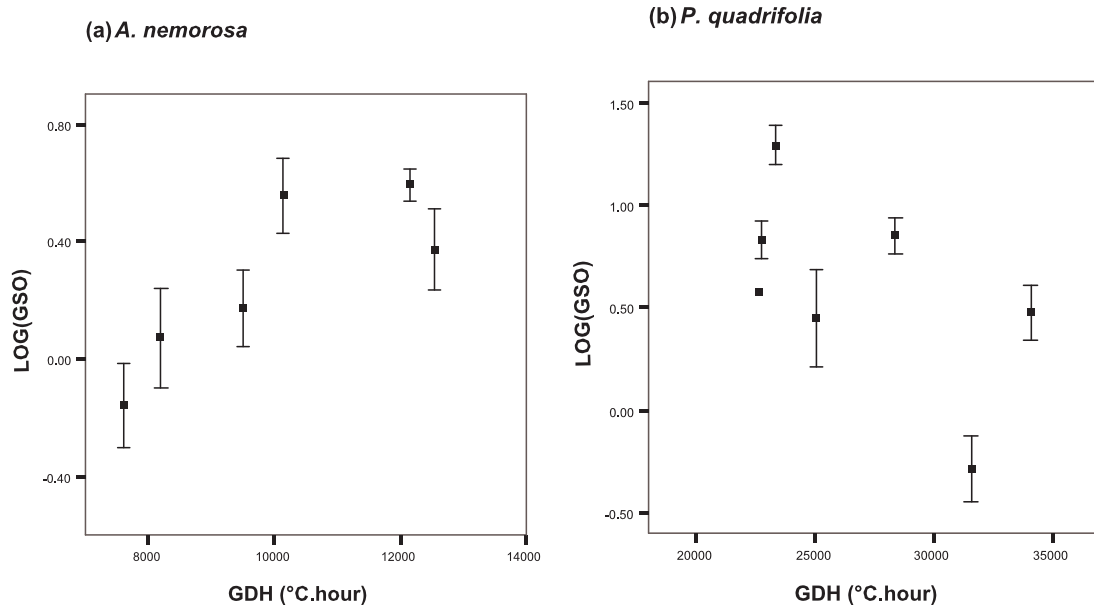 (a) A. nemorosa
0.80
0.40
0.00
-0.40
LOG(GSO)
8000 10000 12000 14000
GDH (°C.hour)
(b) P. quadrifolia
1.50
1.00
0.50
0.00
-0.50
LOG(GSO)
20000 25000 30000 35000
GDH (°C.hour)